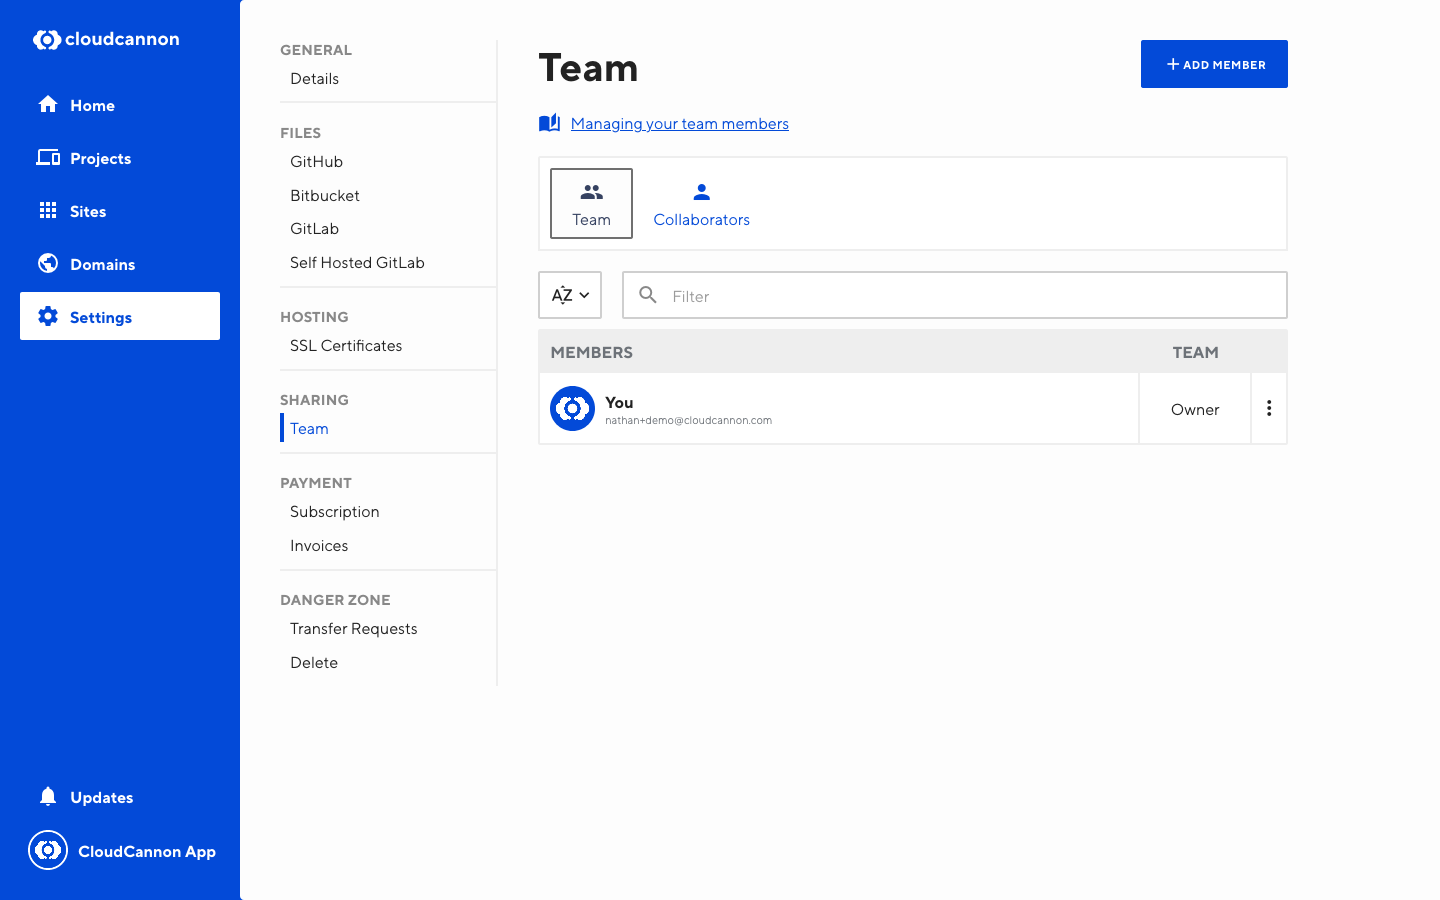 cloudcannon
Home
Projects
Sites
Domains
Settings
Updates
CloudCannon App
GENERAL
Details
FILES
GitHub
Bitbucket
GitLab
Self Hosted GitLab
HOSTING
SSL Certificates
SHARING
Team
PAYMENT
Subscription
Invoices
DANGER ZONE
Transfer Requests
Delete
Team
ADD MEMBER
Managing your team members
Team
Collaborators
AZ
Filter
MEMBERS TEAM
You
nathan+demo@cloudcannon.com
Owner